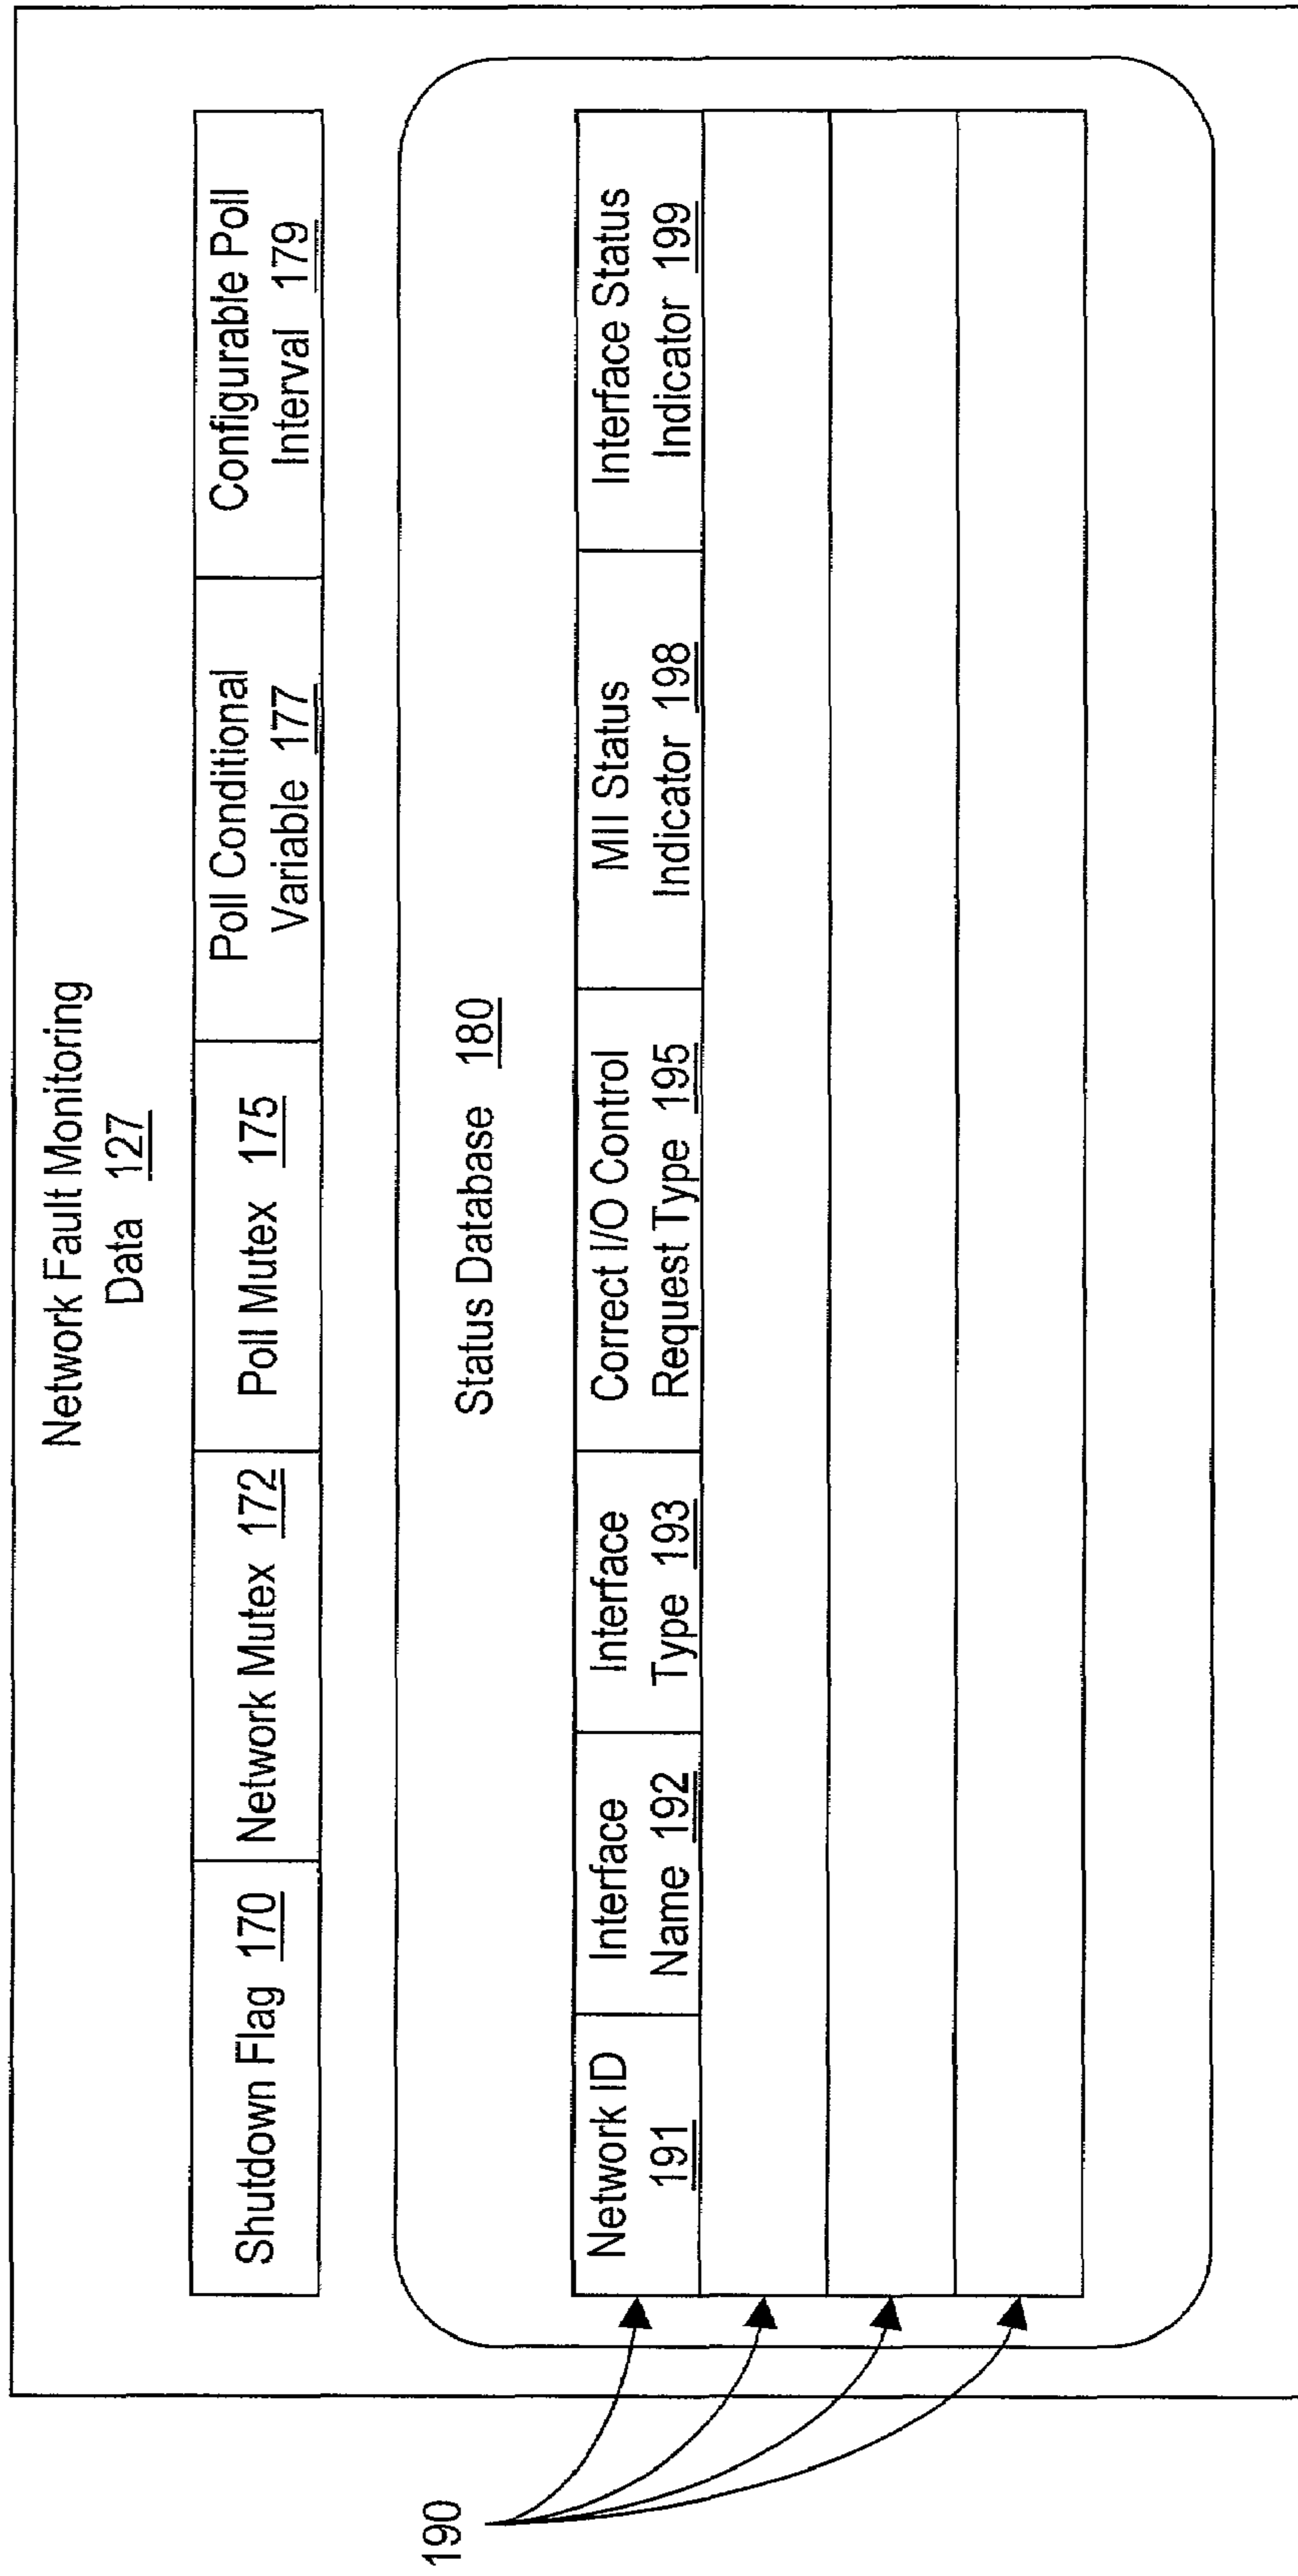 Network Fault Monitoring
Data 127
Shutdown Flag 170
Network Mutex 172
Poll Mutex 175
Poll Conditional
Variable 177
Configurable Poll
Interval 179
Status Database 180
190
Network ID
191
Interface
Name 192
Interface
Type 193
Correct I/O Control
Request Type 195
MII Status
Indicator 198
Interface Status
Indicator 199